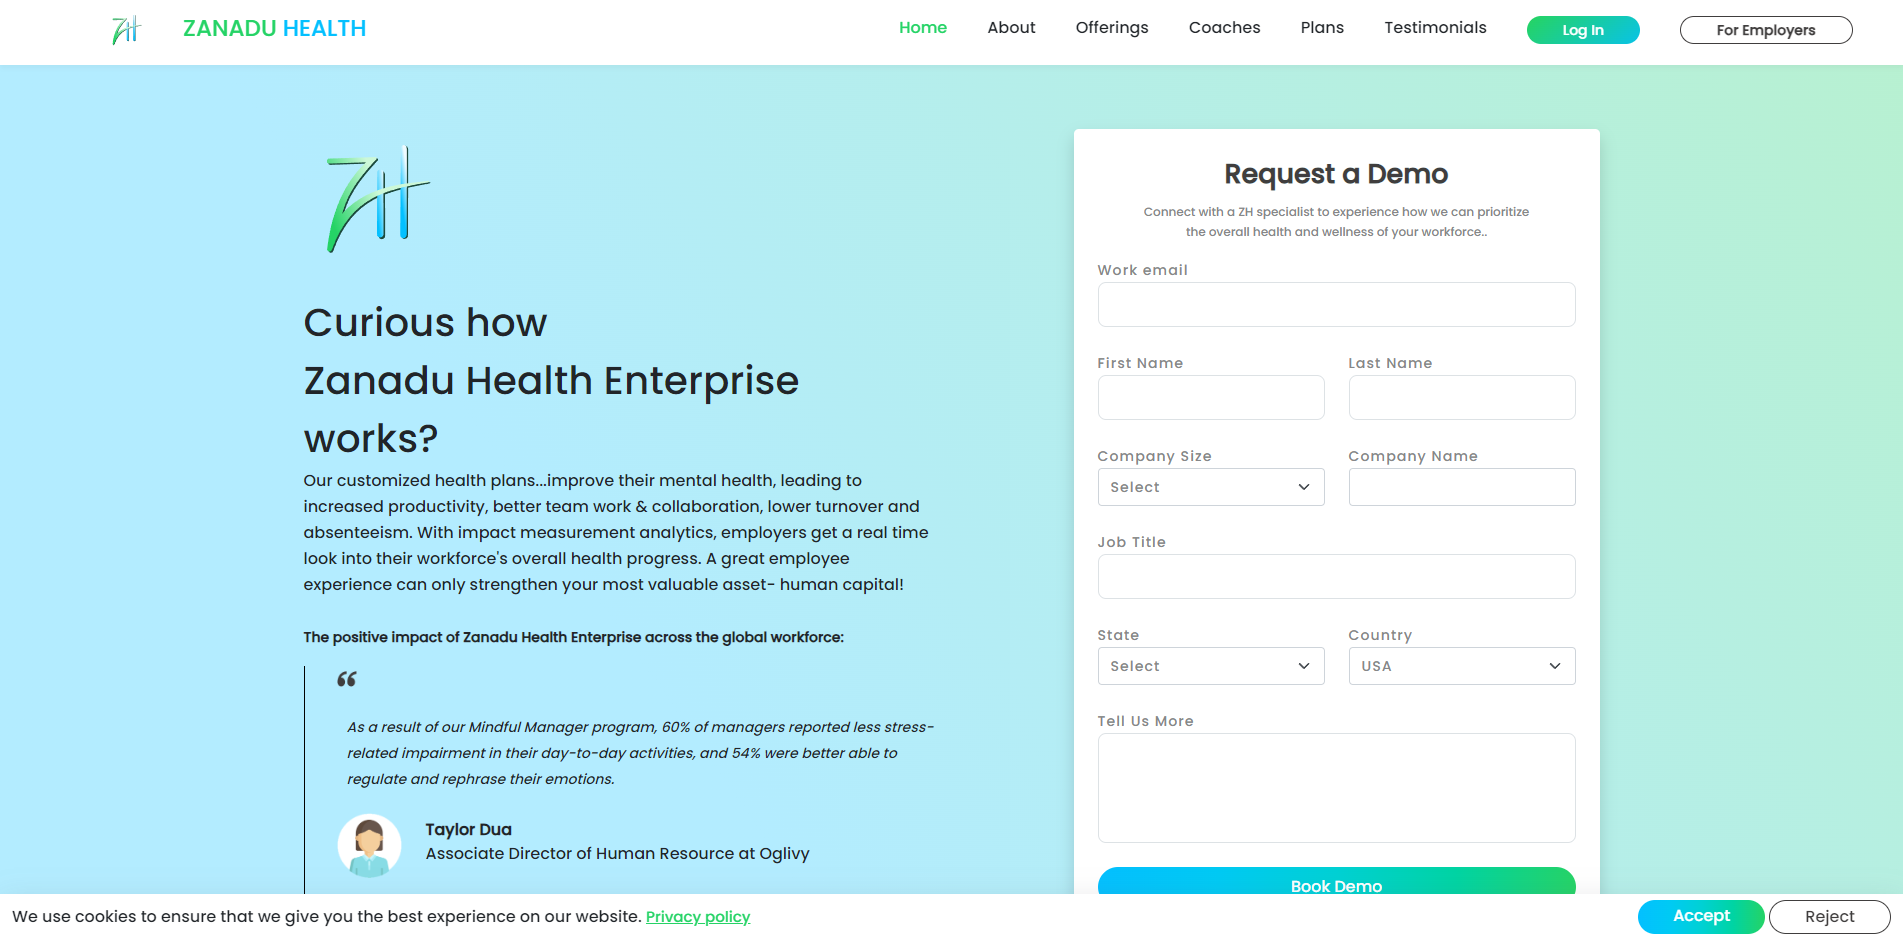 ZH ZANADU HEALTH Home About Offerings Coaches Plans Testimonials Log In For Employers
ZH
Curious how
Zanadu Health Enterprise
works?
Our customized health plans...improve their mental health, leading to
increased productivity, better team work & collaboration, lower turnover and
absenteeism. With impact measurement analytics, employers get a real time
look into their workforce's overall health progress. A great employee
experience can only strengthen your most valuable asset- human capital!
The positive impact of Zanadu Health Enterprise across the global workforce:
“
As a result of our Mindful Manager program, 60% of managers reported less stress-
related impairment in their day-to-day activities, and 54% were better able to
regulate and rephrase their emotions.
Taylor Dua
Associate Director of Human Resource at Oglivy
Request a Demo
Connect with a ZH specialist to experience how we can prioritize
the overall health and wellness of your workforce..
Work email
First Name Last Name
Company Size Company Name
Select
Job Title
State Country
Select USA
Tell Us More
Book Demo
We use cookies to ensure that we give you the best experience on our website. Privacy policy Accept Reject